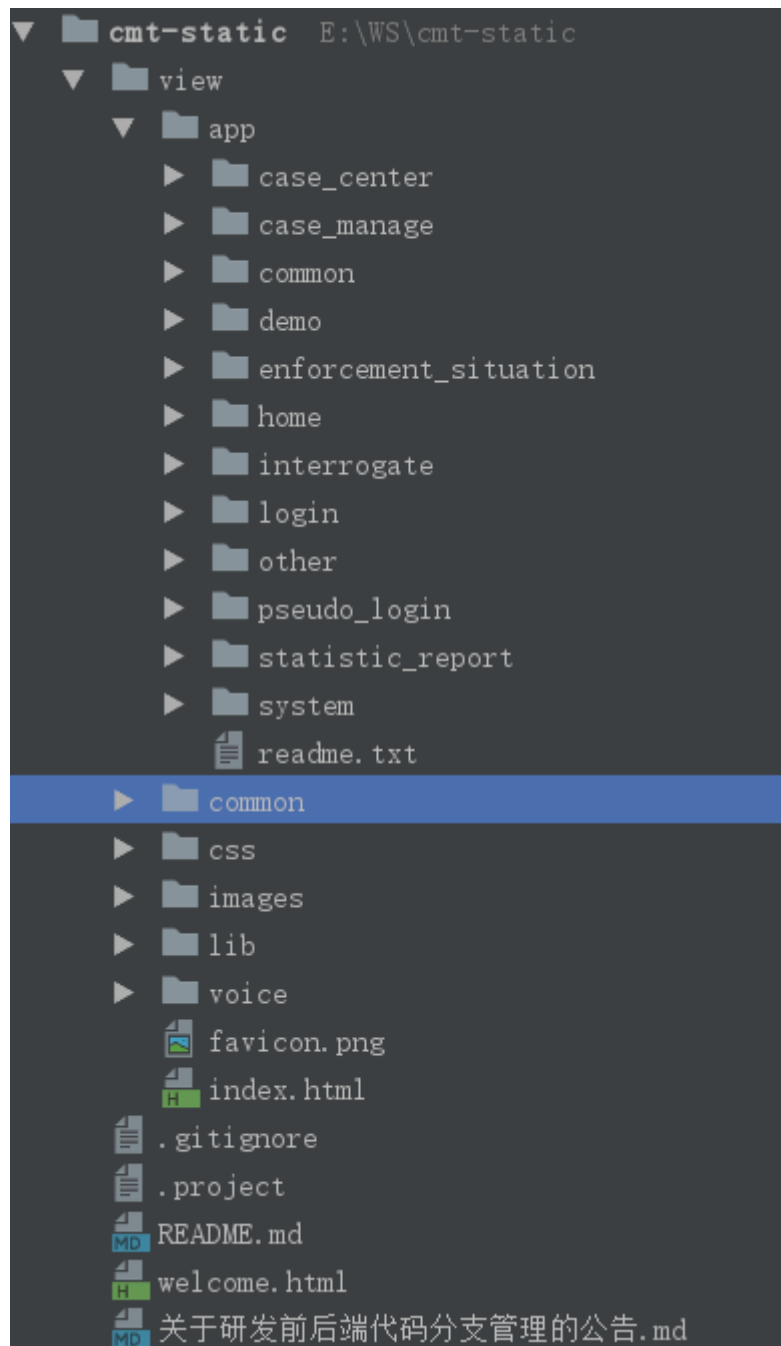 cmt-static E:\WS\cmt-static
view
app
case_center
case_manage
common
demo
enforcement_situation
home
interrogate
login
other
pseudo_login
statistic_report
system
readme.txt
common
css
images
lib
voice
favicon.png
H index.html
.gitignore
.project
MD README.md
H welcome.html
MD 关于研发前后端代码分支管理的公告.md